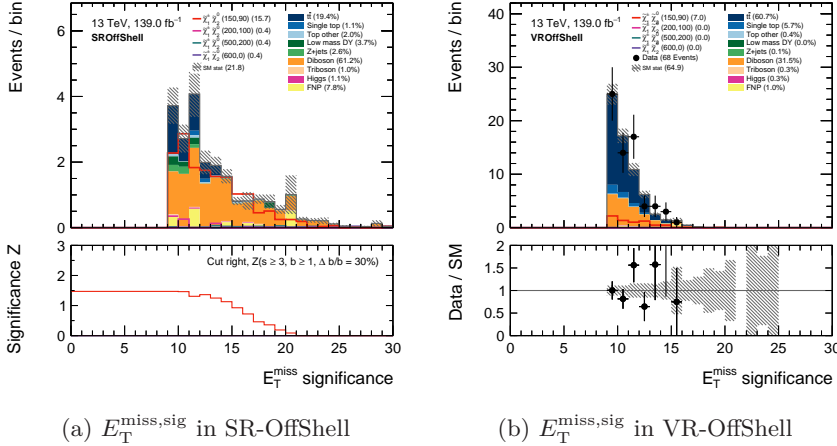 13 TeV, 139.0 fb⁻¹
SROffShell
χ̃₁± χ̃₂⁰ (150,90) (15.7)
χ̃₁± χ̃₂⁰ (200,100) (0.4)
χ̃₁± χ̃₂⁰ (500,200) (0.4)
χ̃₁± χ̃₂⁰ (600,0) (0.4)
SM stat (21.8)
tt̄ (19.4%)
Single top (1.1%)
Top other (2.0%)
Low mass DY (3.7%)
Z+jets (2.6%)
Diboson (61.2%)
Triboson (1.0%)
Higgs (1.1%)
FNP (7.8%)
Events / bin
6
4
2
0
Significance Z
3
2.5
2
1.5
1
0.5
0
Cut right, Z(s ≥ 3, b ≥ 1, Δ b/b = 30%)
0 5 10 15 20 25 30
E_T^miss significance
(a) E_T^miss,sig in SR-OffShell
13 TeV, 139.0 fb⁻¹
VROffShell
χ̃₁± χ̃₂⁰ (150,90) (7.0)
χ̃₁± χ̃₂⁰ (200,100) (0.0)
χ̃₁± χ̃₂⁰ (500,200) (0.0)
χ̃₁± χ̃₂⁰ (600,0) (0.0)
Data (68 Events)
SM stat (64.9)
tt̄ (60.7%)
Single top (5.7%)
Top other (0.4%)
Low mass DY (0.0%)
Z+jets (0.1%)
Diboson (31.5%)
Triboson (0.3%)
Higgs (0.3%)
FNP (1.0%)
Events / bin
40
30
20
10
0
Data / SM
2
1.5
1
0.5
0
0 5 10 15 20 25 30
E_T^miss significance
(b) E_T^miss,sig in VR-OffShell